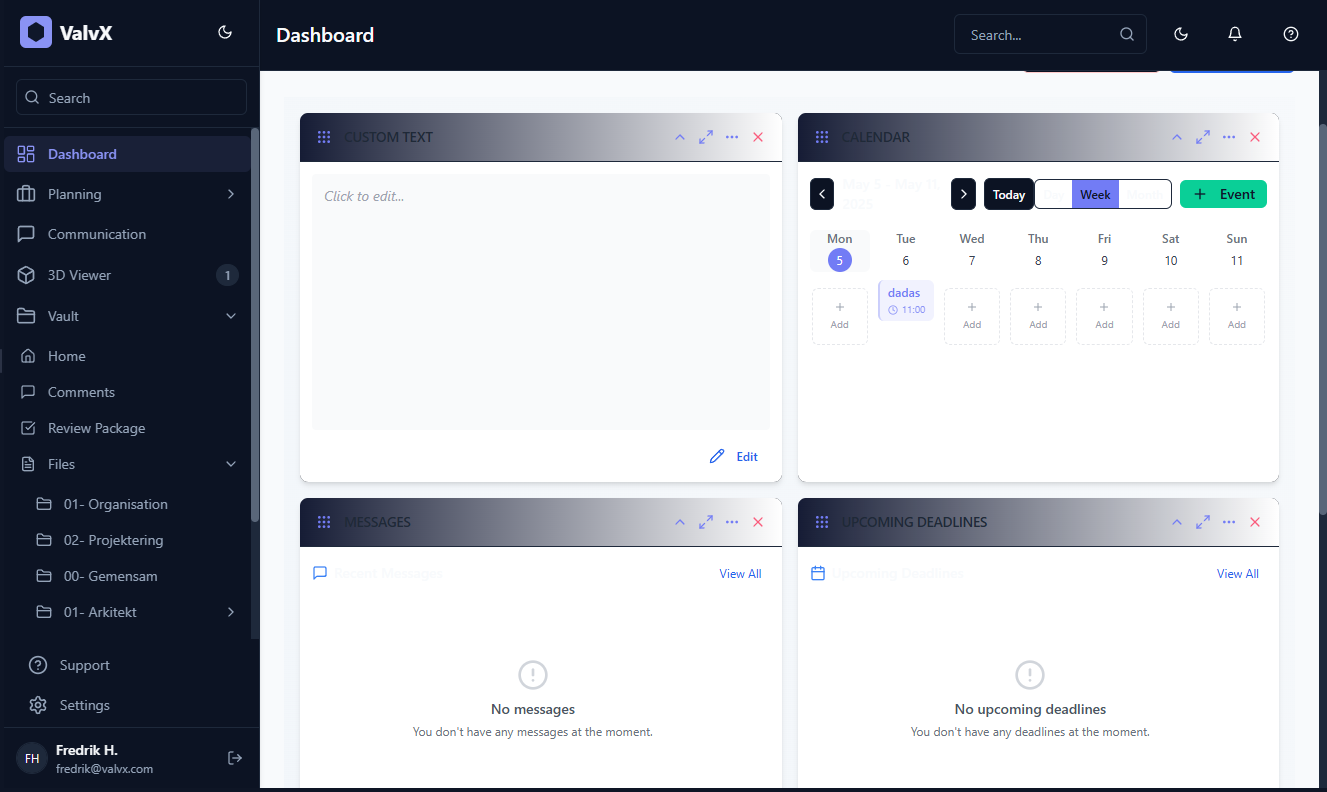 ValvX
Dashboard
Search...
Search
Dashboard
Planning
Communication
3D Viewer
1
Vault
Home
Comments
Review Package
Files
01- Organisation
02- Projektering
00- Gemensam
01- Arkitekt
Support
Settings
FH
Fredrik H.
fredrik@valvx.com
CUSTOM TEXT
Click to edit...
Edit
CALENDAR
May 5 - May 11,
2025
Today
Day
Week
Month
Event
Mon Tue Wed Thu Fri Sat Sun
5 6 7 8 9 10 11
dadas
11:00
Add Add Add Add Add Add
MESSAGES
Recent Messages
View All
No messages
You don't have any messages at the moment.
UPCOMING DEADLINES
Upcoming Deadlines
View All
No upcoming deadlines
You don't have any deadlines at the moment.